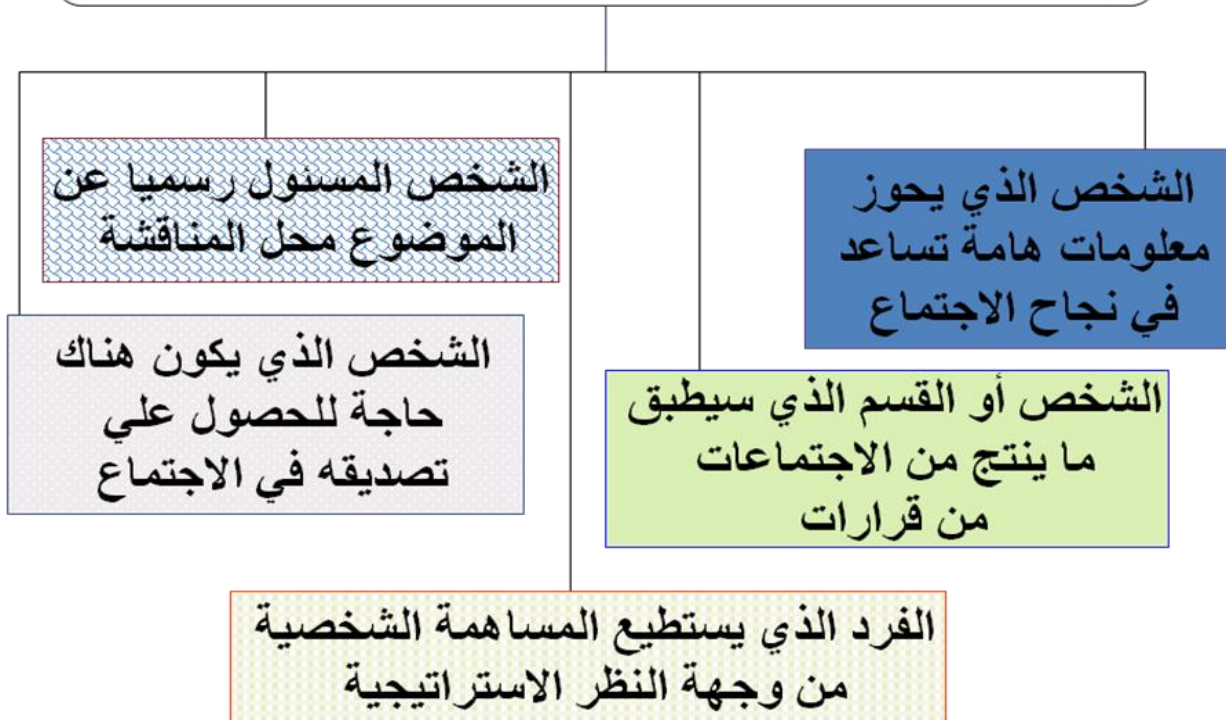 الشخص الذي يحوز
معلومات هامة تساعد
في نجاح الاجتماع
الشخص المسئول رسميا عن
الموضوع محل المناقشة
الشخص أو القسم الذي سيطبق
ما ينتج من الاجتماعات
من قرارات
الشخص الذي يكون هناك
حاجة للحصول علي
تصديقه في الاجتماع
الفرد الذي يستطيع المساهمة الشخصية
من وجهة النظر الاستراتيجية